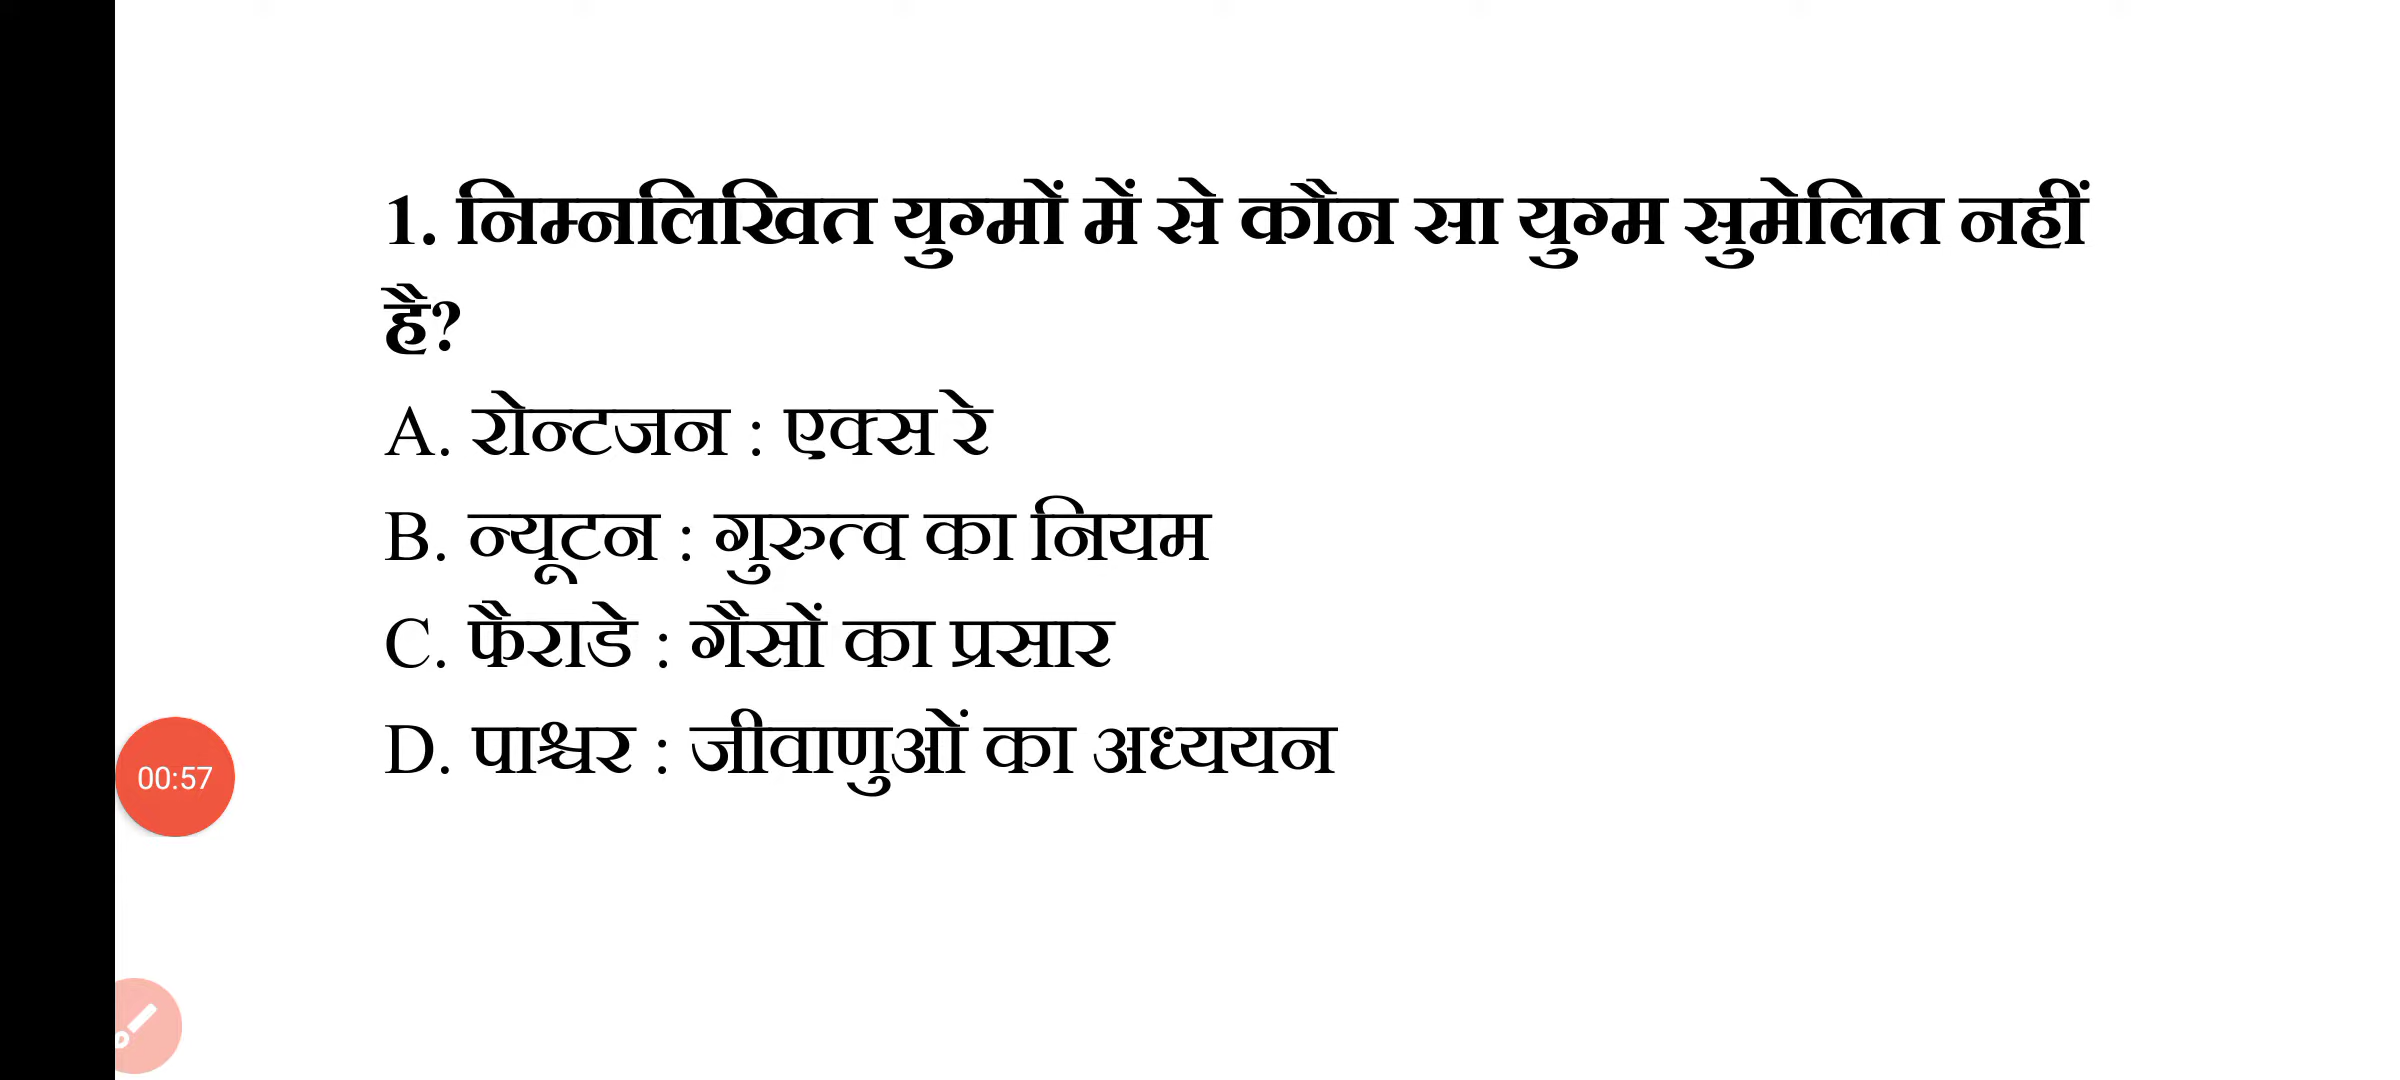 1. निम्नलिखित युग्मों में से कौन सा युग्म सुमेलित नहीं
है?
A. रोन्टजन : एक्स रे
B. न्यूटन : गुरुत्व का नियम
C. फैराडे : गैसों का प्रसार
D. पाश्चर : जीवाणुओं का अध्ययन
00:57